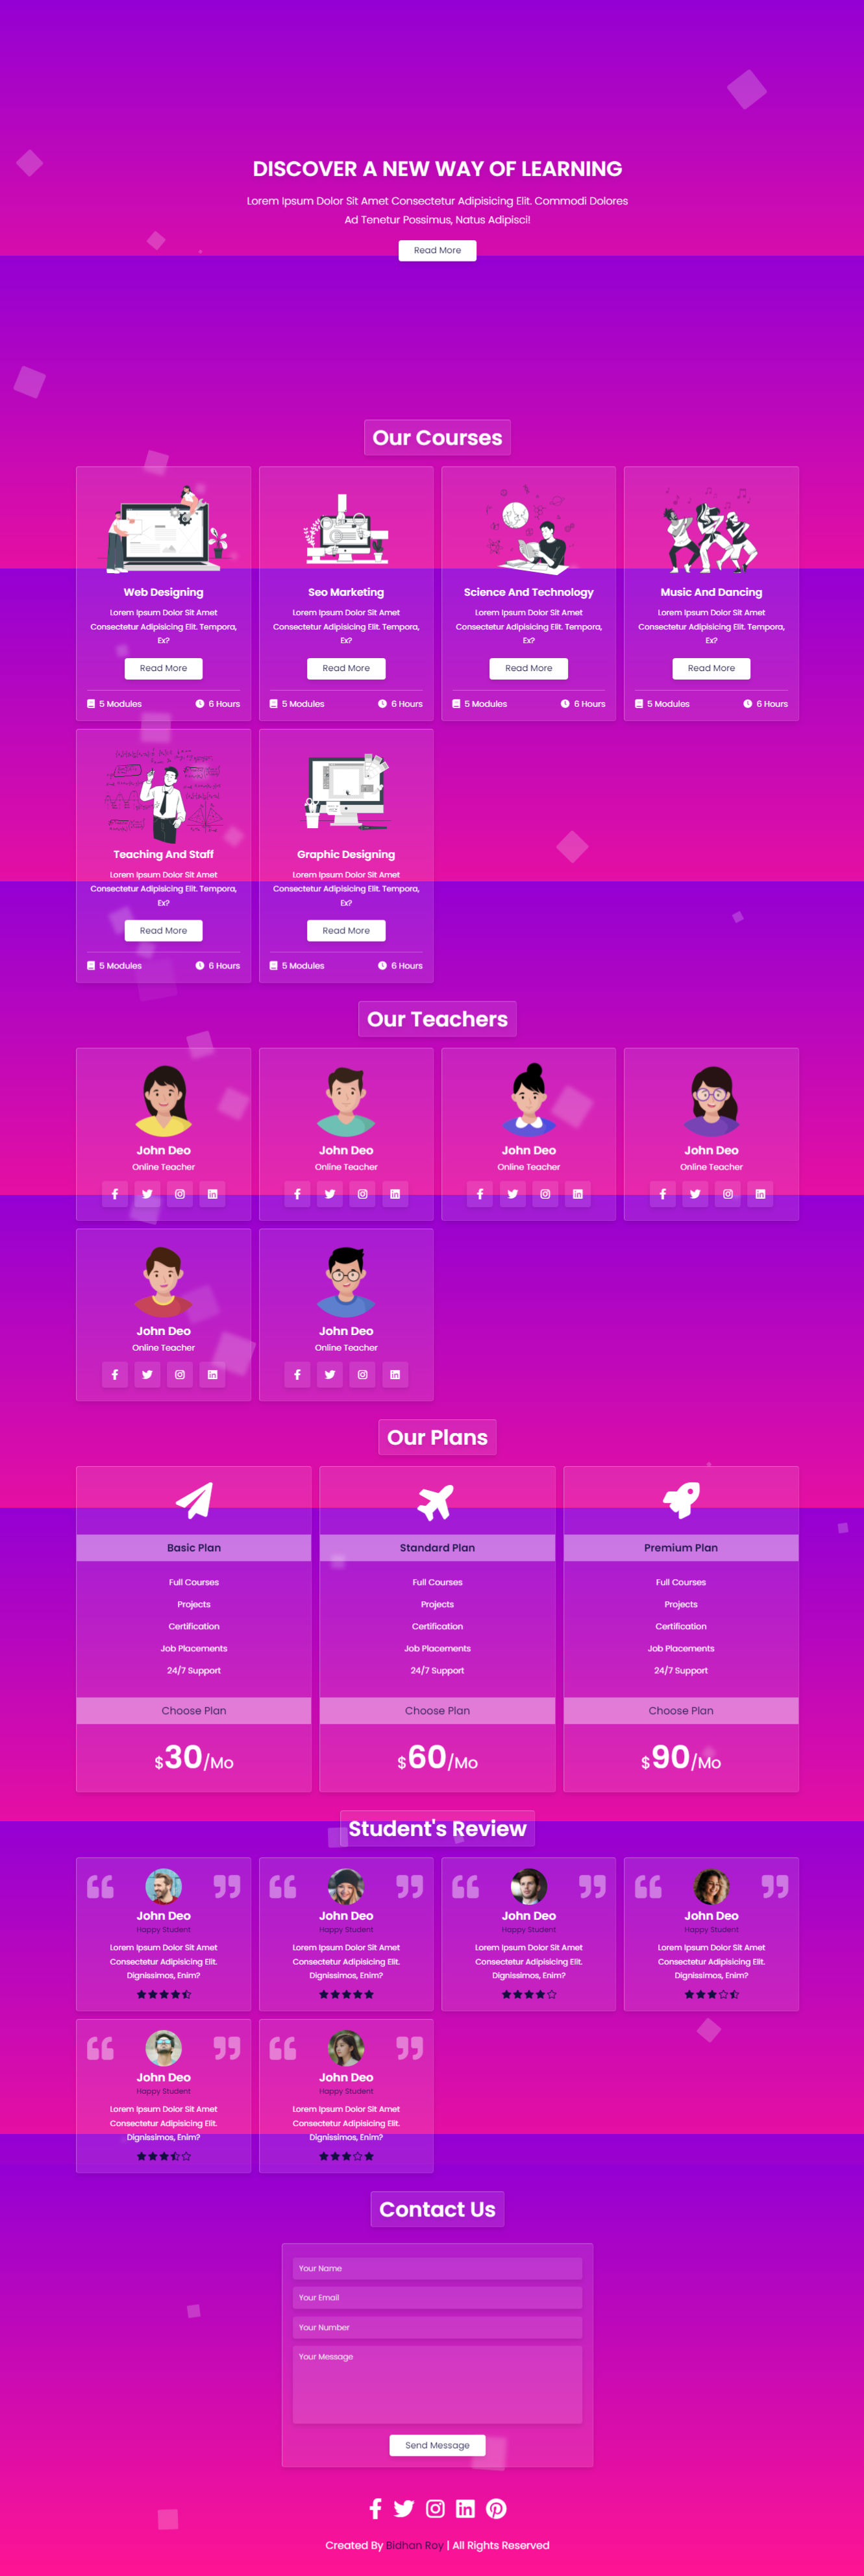 DISCOVER A NEW WAY OF LEARNING
Lorem Ipsum Dolor Sit Amet Consectetur Adipisicing Elit. Commodi Dolores
Ad Tenetur Possimus, Natus Adipisci!
Read More
Our Courses
Web Designing
Lorem Ipsum Dolor Sit Amet
Consectetur Adipisicing Elit. Tempora,
Ex?
Read More
5 Modules 6 Hours
Seo Marketing
Lorem Ipsum Dolor Sit Amet
Consectetur Adipisicing Elit. Tempora,
Ex?
Read More
5 Modules 6 Hours
Science And Technology
Lorem Ipsum Dolor Sit Amet
Consectetur Adipisicing Elit. Tempora,
Ex?
Read More
5 Modules 6 Hours
Music And Dancing
Lorem Ipsum Dolor Sit Amet
Consectetur Adipisicing Elit. Tempora,
Ex?
Read More
5 Modules 6 Hours
Teaching And Staff
Lorem Ipsum Dolor Sit Amet
Consectetur Adipisicing Elit. Tempora,
Ex?
Read More
5 Modules 6 Hours
Graphic Designing
Lorem Ipsum Dolor Sit Amet
Consectetur Adipisicing Elit. Tempora,
Ex?
Read More
5 Modules 6 Hours
Our Teachers
John Deo
Online Teacher
John Deo
Online Teacher
John Deo
Online Teacher
John Deo
Online Teacher
John Deo
Online Teacher
John Deo
Online Teacher
Our Plans
Basic Plan
Full Courses
Projects
Certification
Job Placements
24/7 Support
Choose Plan
$30/Mo
Standard Plan
Full Courses
Projects
Certification
Job Placements
24/7 Support
Choose Plan
$60/Mo
Premium Plan
Full Courses
Projects
Certification
Job Placements
24/7 Support
Choose Plan
$90/Mo
Student's Review
John Deo
Happy Student
Lorem Ipsum Dolor Sit Amet
Consectetur Adipisicing Elit.
Dignissimos, Enim?
John Deo
Happy Student
Lorem Ipsum Dolor Sit Amet
Consectetur Adipisicing Elit.
Dignissimos, Enim?
John Deo
Happy Student
Lorem Ipsum Dolor Sit Amet
Consectetur Adipisicing Elit.
Dignissimos, Enim?
John Deo
Happy Student
Lorem Ipsum Dolor Sit Amet
Consectetur Adipisicing Elit.
Dignissimos, Enim?
John Deo
Happy Student
Lorem Ipsum Dolor Sit Amet
Consectetur Adipisicing Elit.
Dignissimos, Enim?
John Deo
Happy Student
Lorem Ipsum Dolor Sit Amet
Consectetur Adipisicing Elit.
Dignissimos, Enim?
Contact Us
Your Name
Your Email
Your Number
Your Message
Send Message
Created By Bidhan Roy | All Rights Reserved